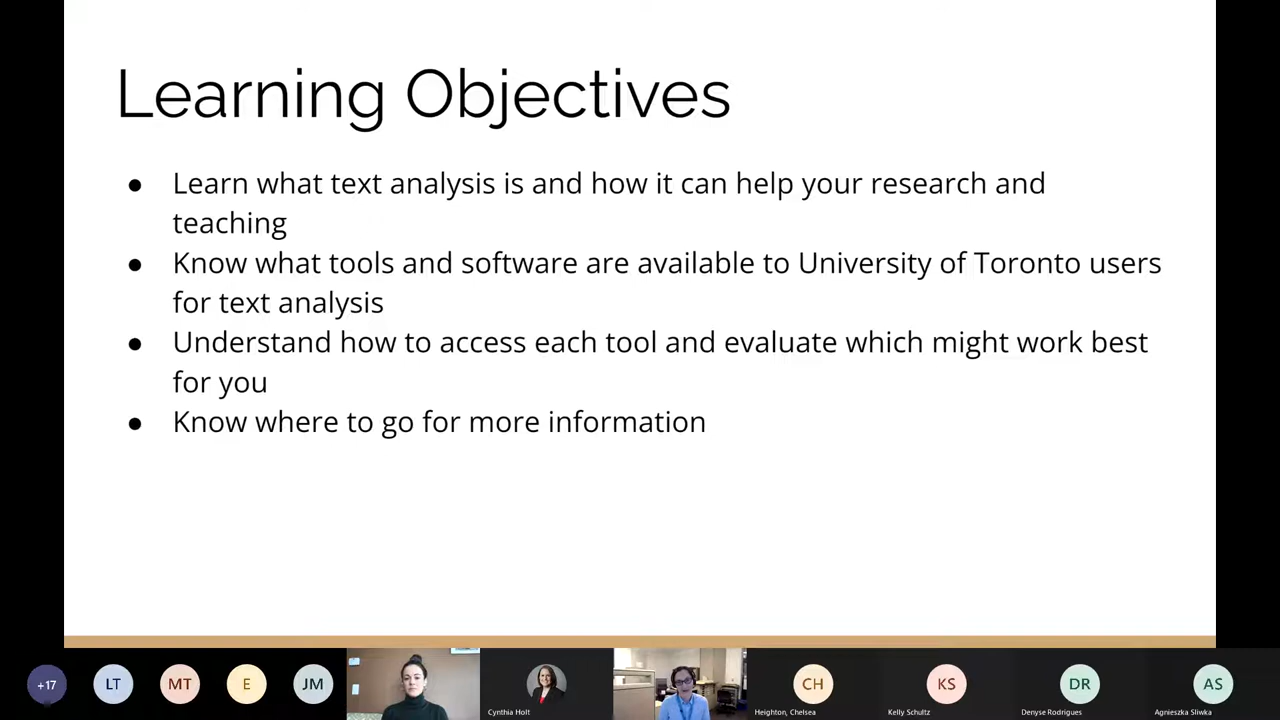 Learning Objectives
● Learn what text analysis is and how it can help your research and
teaching
● Know what tools and software are available to University of Toronto users
for text analysis
● Understand how to access each tool and evaluate which might work best
for you
● Know where to go for more information
+17
LT
MT
E
JM
Cynthia Holt
CH
Heighton, Chelsea
KS
Kelly Schultz
DR
Denyse Rodrigues
AS
Agnieszka Sliwka